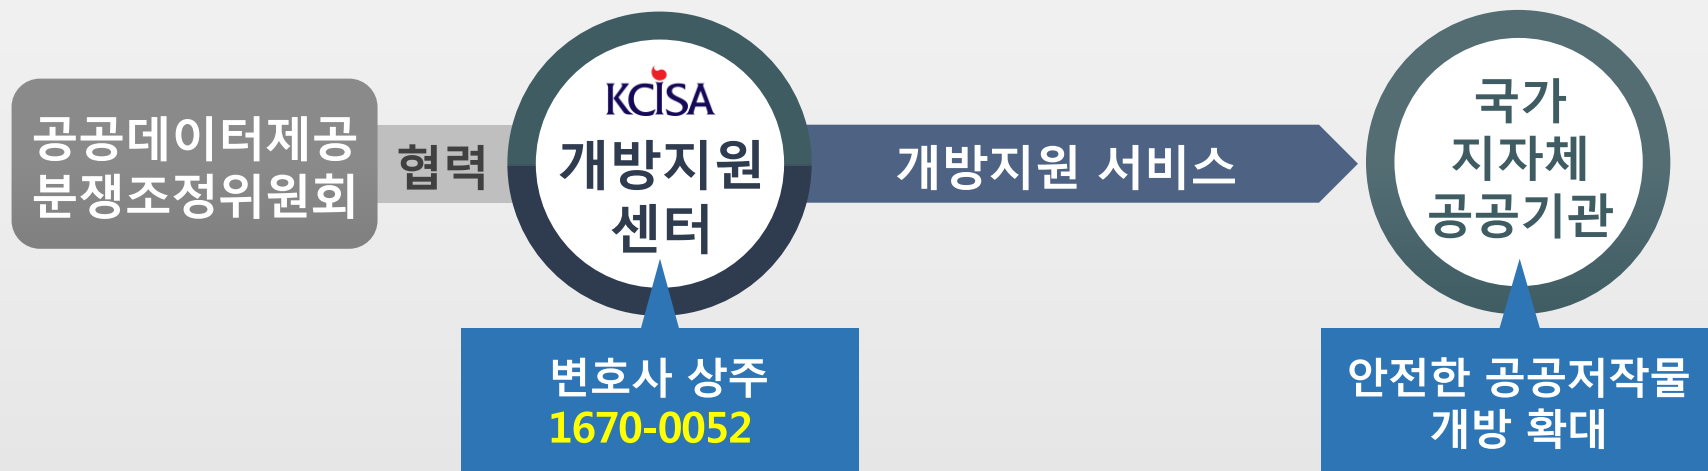 공공데이터제공
분쟁조정위원회
협력
KCISA
개방지원
센터
개방지원 서비스
국가
지자체
공공기관
변호사 상주
1670-0052
안전한 공공저작물
개방 확대